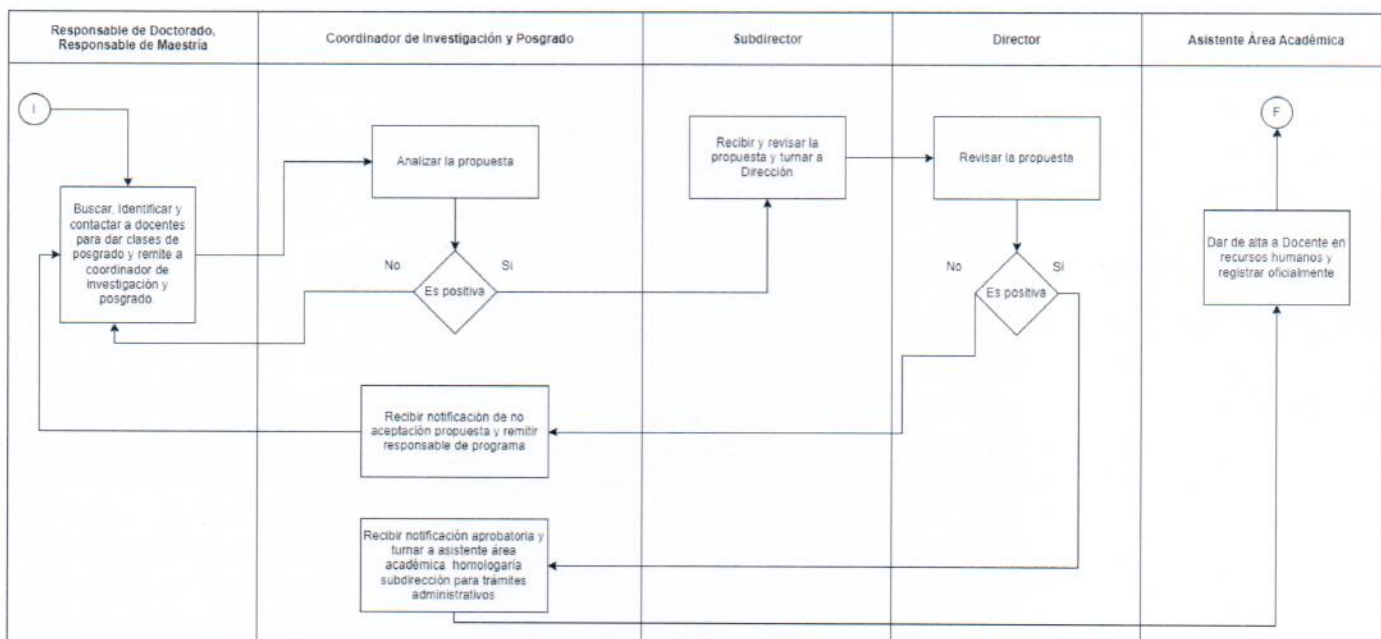 Responsable de Doctorado,
Responsable de Maestría
Coordinador de Investigación y Posgrado
Subdirector
Director
Asistente Área Académica
I
Buscar, Identificar y
contactar a docentes
para dar clases de
posgrado y remite a
coordinador de
investigación y
posgrado.
Analizar la propuesta
No
Si
Es positiva
Recibir y revisar la
propuesta y turnar a
Dirección
Revisar la propuesta
No
Si
Es positiva
F
Dar de alta a Docente en
recursos humanos y
registrar oficialmente
Recibir notificación de no
aceptación propuesta y remitir
responsable de programa
Recibir notificación aprobatoria y
turnar a asistente área
académica homologaría
subdirección para trámites
administrativos